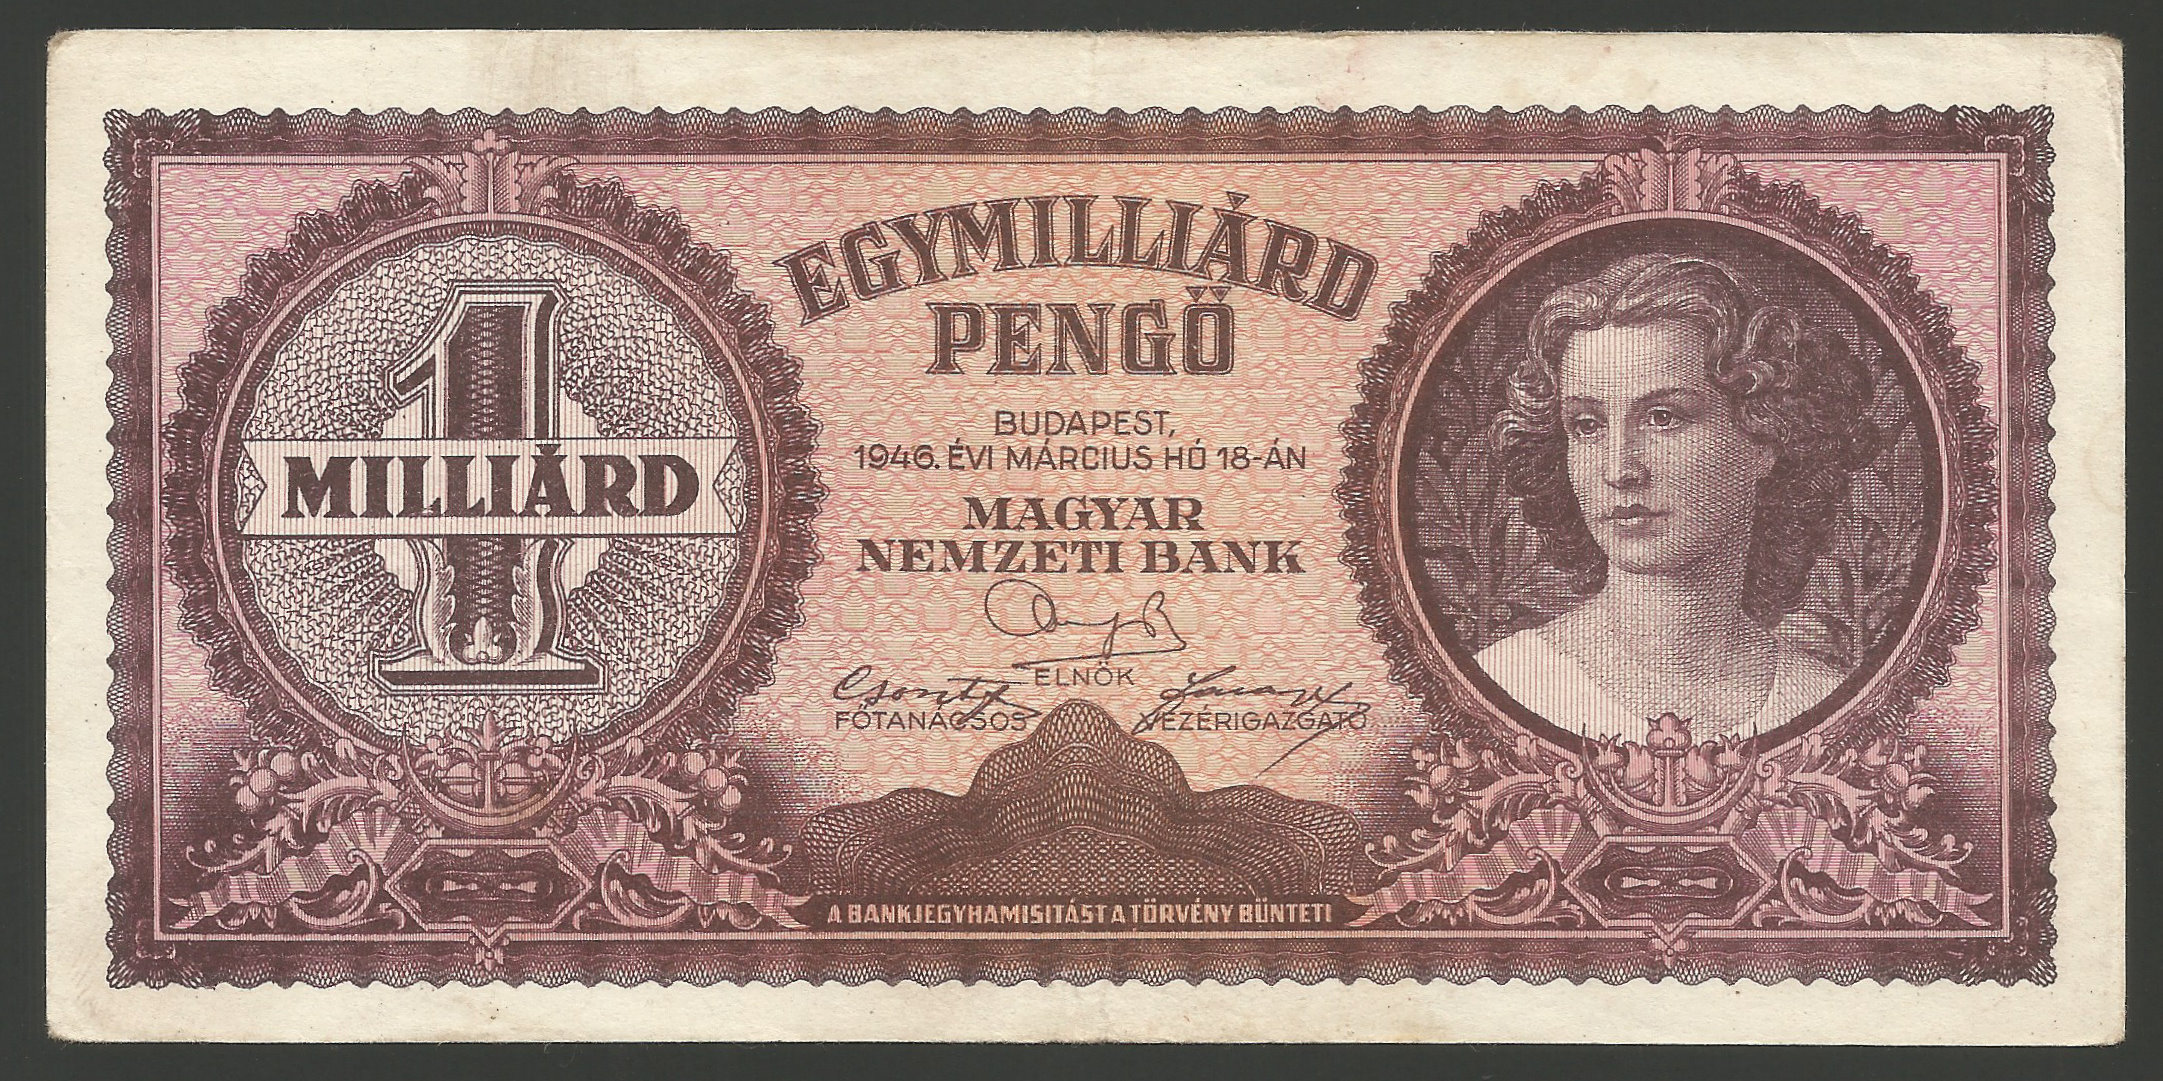 EGYMILLIÁRD
PENGŐ
1
MILLIÁRD
BUDAPEST,
1946. ÉVI MÁRCIUS HÓ 18-ÁN
MAGYAR
NEMZETI BANK
ELNÖK
FŐTANÁCSOS
VEZÉRIGAZGATÓ
A BANKJEGYHAMISITÁST A TÖRVÉNY BÜNTETI